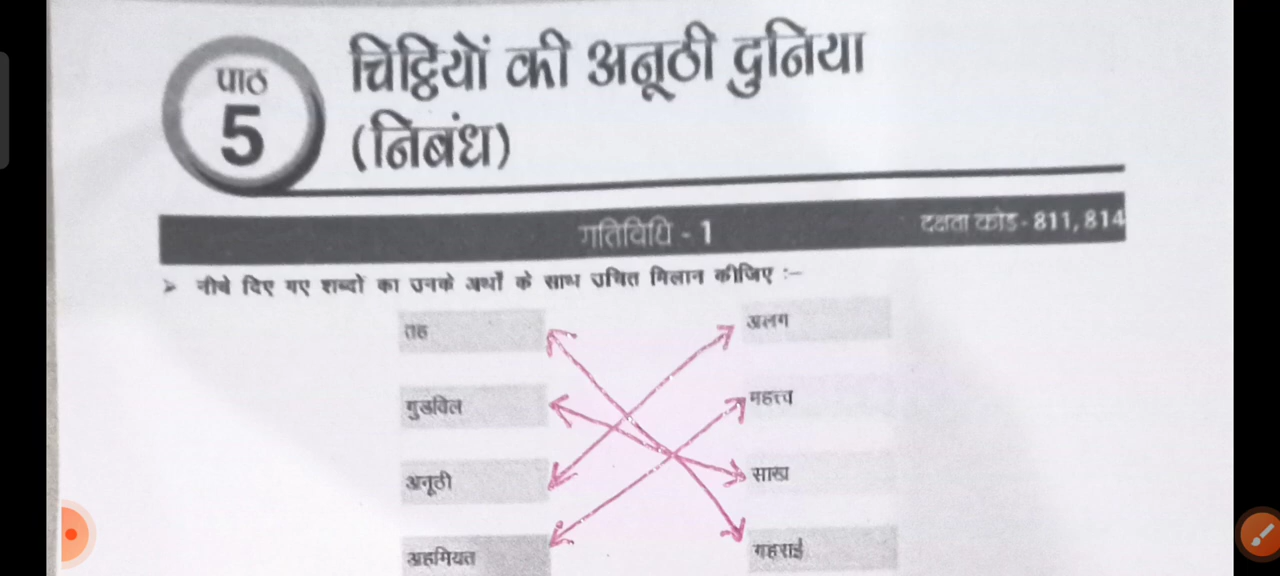 पाठ
5
चिट्ठियों की अनूठी दुनिया
(निबंध)
गतिविधि - 1
दक्षता कोड - 811, 814
➢ नीचे दिए गए शब्दों का उनके अर्थों के साथ उचित मिलान कीजिए :–
तह
अलग
गुडविल
महत्त्व
अनूठी
साख
अहमियत
गहराई